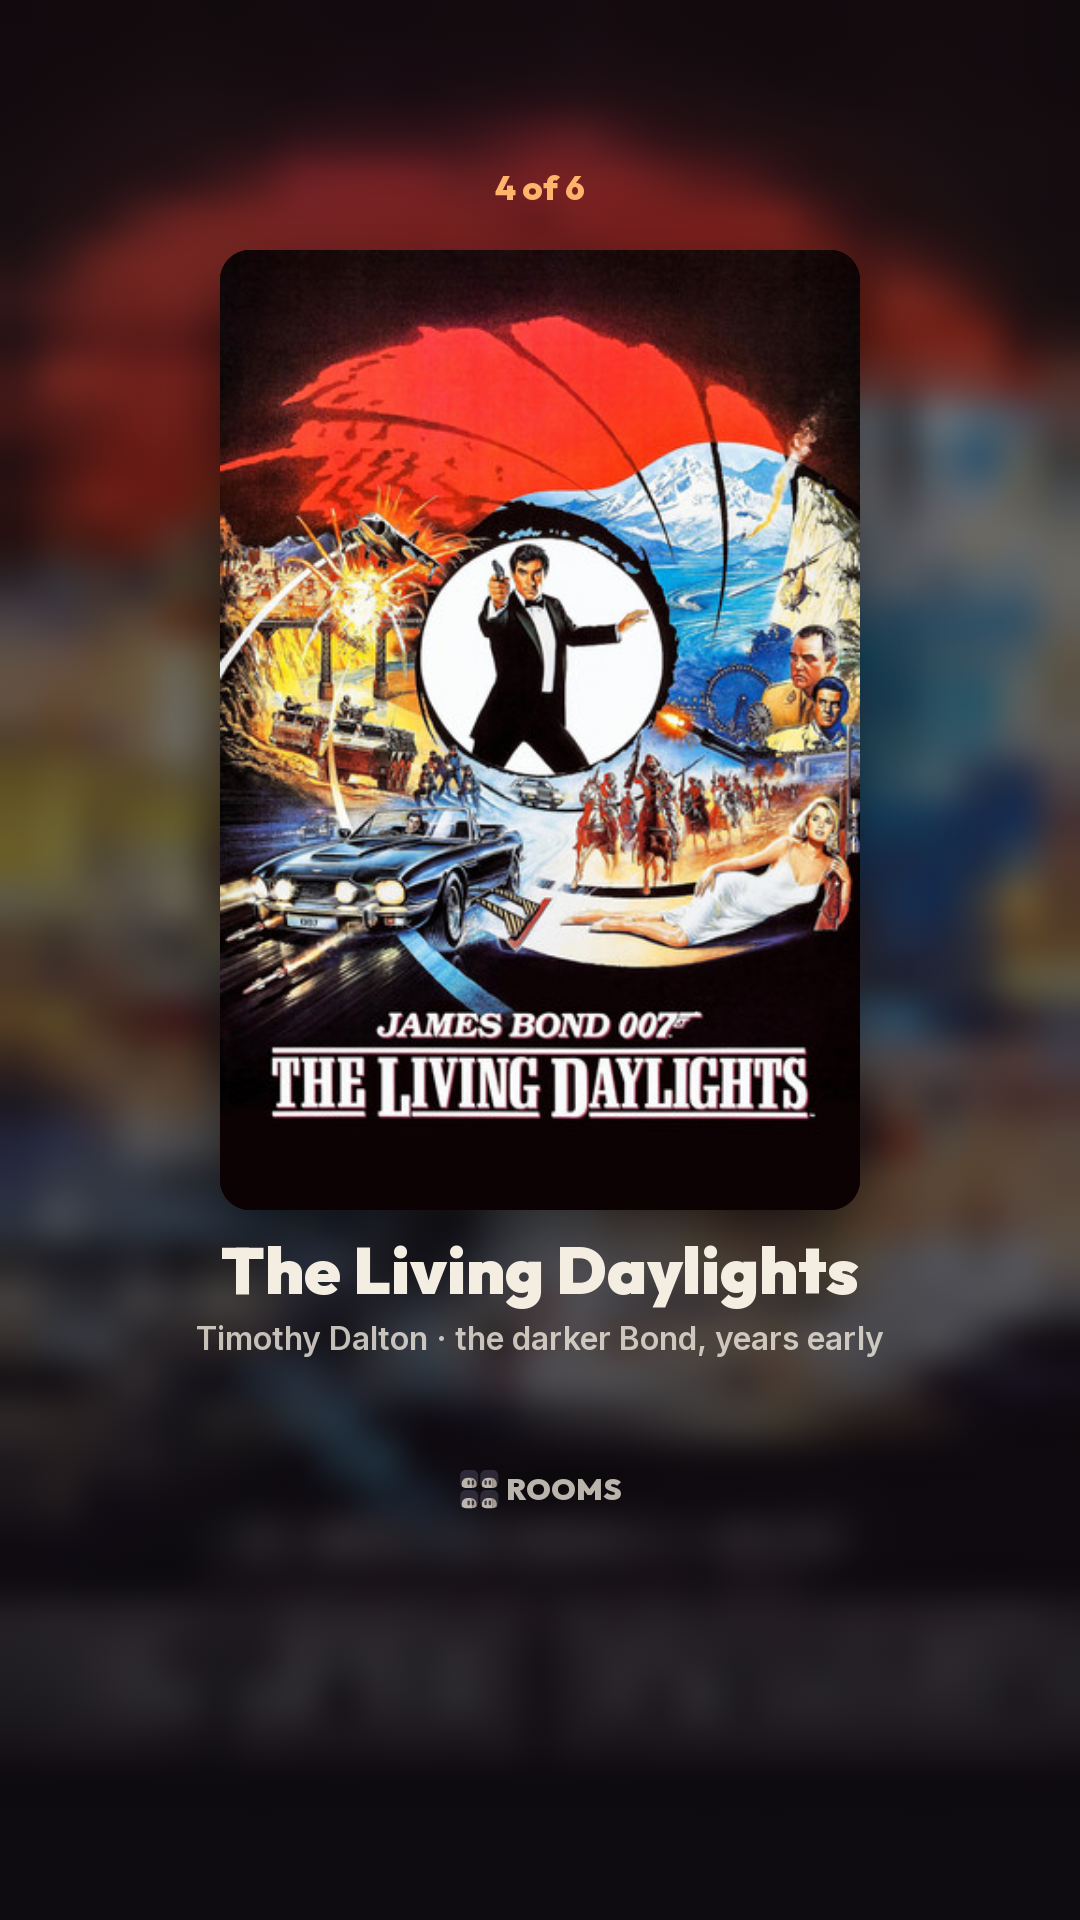 4 of 6
JAMES BOND 007
THE LIVING DAYLIGHTS
The Living Daylights
Timothy Dalton · the darker Bond, years early
ROOMS